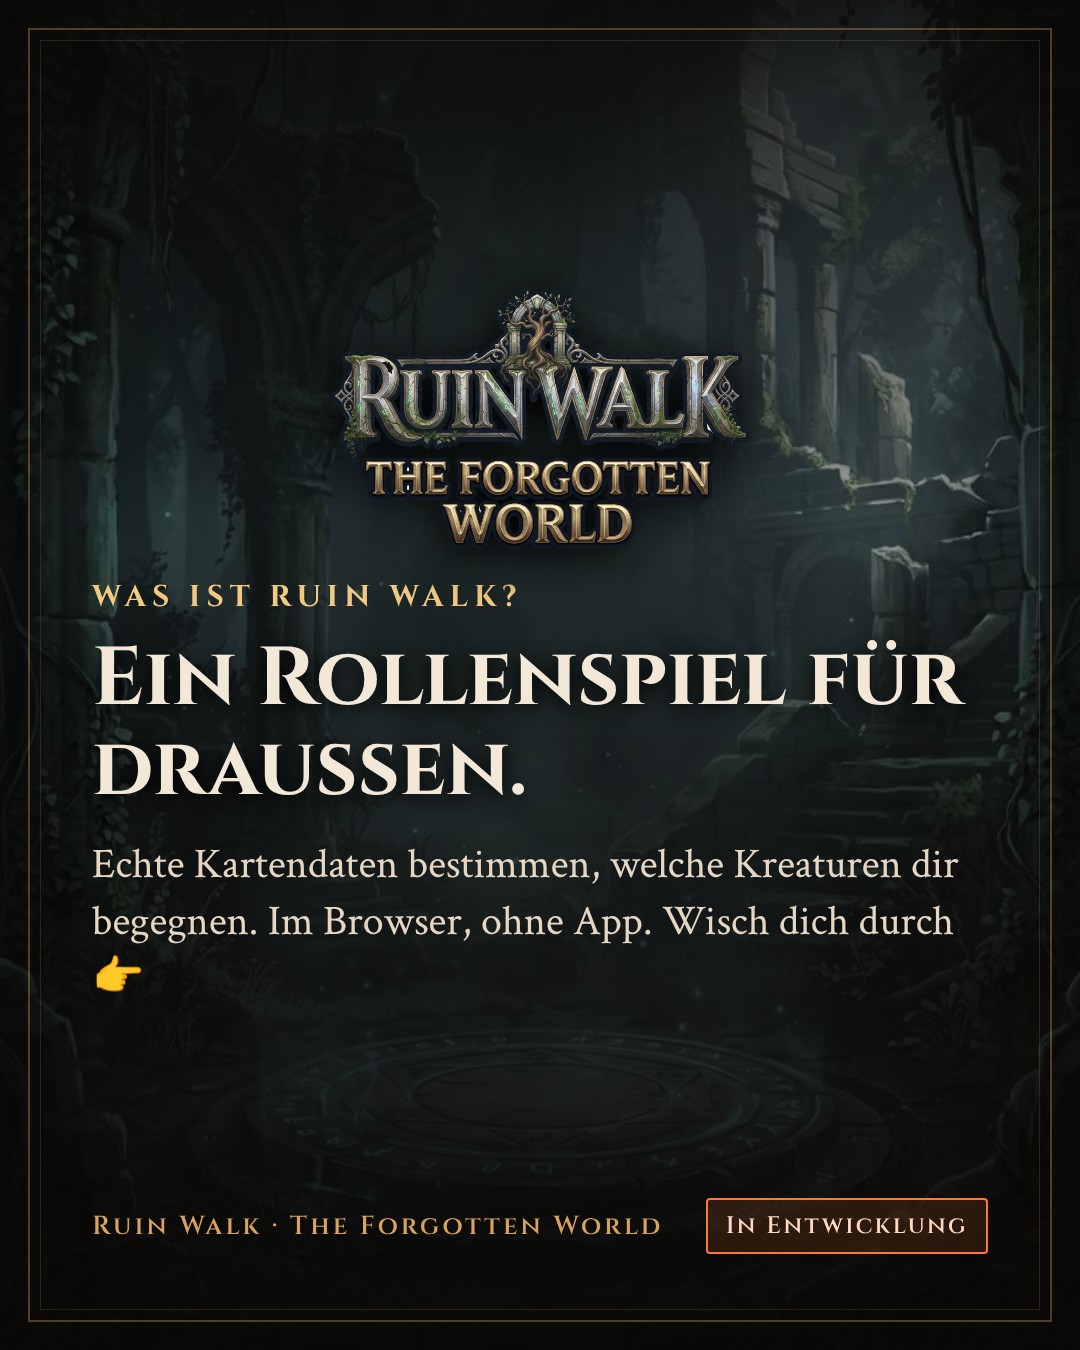 RUIN WALK
THE FORGOTTEN
WORLD
WAS IST RUIN WALK?
EIN ROLLENSPIEL FÜR
DRAUSSEN.
Echte Kartendaten bestimmen, welche Kreaturen dir
begegnen. Im Browser, ohne App. Wisch dich durch
👉
RUIN WALK · THE FORGOTTEN WORLD
IN ENTWICKLUNG